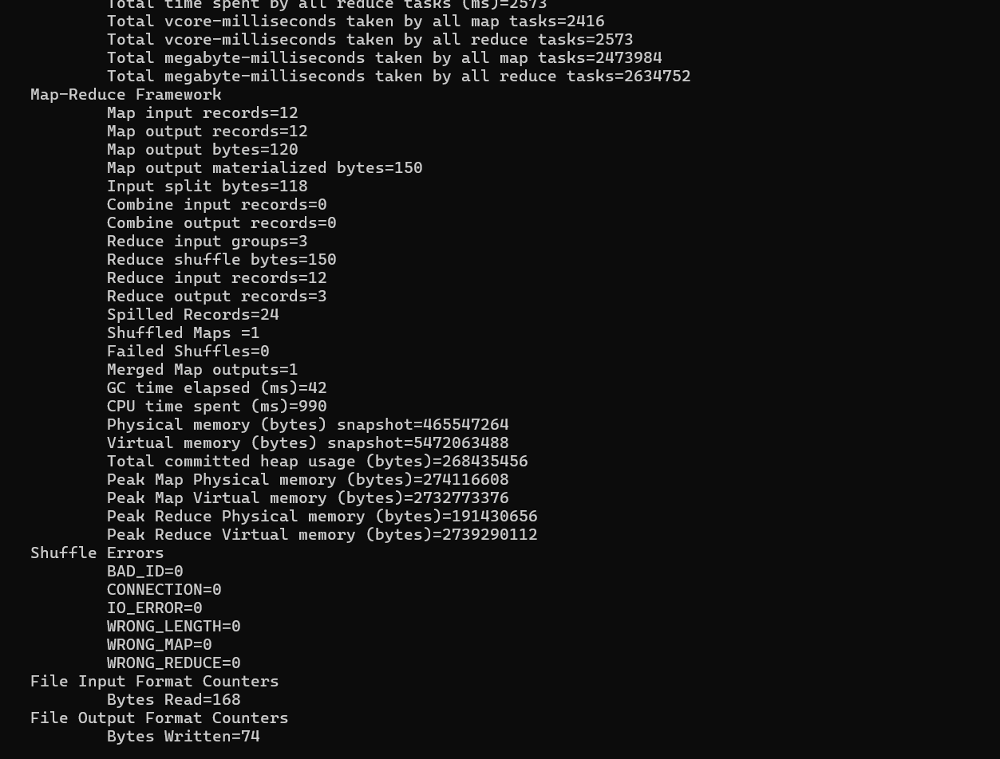 Total time spent by all reduce tasks (ms)=2573
Total vcore-milliseconds taken by all map tasks=2416
Total vcore-milliseconds taken by all reduce tasks=2573
Total megabyte-milliseconds taken by all map tasks=2473984
Total megabyte-milliseconds taken by all reduce tasks=2634752
Map-Reduce Framework
Map input records=12
Map output records=12
Map output bytes=120
Map output materialized bytes=150
Input split bytes=118
Combine input records=0
Combine output records=0
Reduce input groups=3
Reduce shuffle bytes=150
Reduce input records=12
Reduce output records=3
Spilled Records=24
Shuffled Maps =1
Failed Shuffles=0
Merged Map outputs=1
GC time elapsed (ms)=42
CPU time spent (ms)=990
Physical memory (bytes) snapshot=465547264
Virtual memory (bytes) snapshot=5472063488
Total committed heap usage (bytes)=268435456
Peak Map Physical memory (bytes)=274116608
Peak Map Virtual memory (bytes)=2732773376
Peak Reduce Physical memory (bytes)=191430656
Peak Reduce Virtual memory (bytes)=2739290112
Shuffle Errors
BAD_ID=0
CONNECTION=0
IO_ERROR=0
WRONG_LENGTH=0
WRONG_MAP=0
WRONG_REDUCE=0
File Input Format Counters
Bytes Read=168
File Output Format Counters
Bytes Written=74